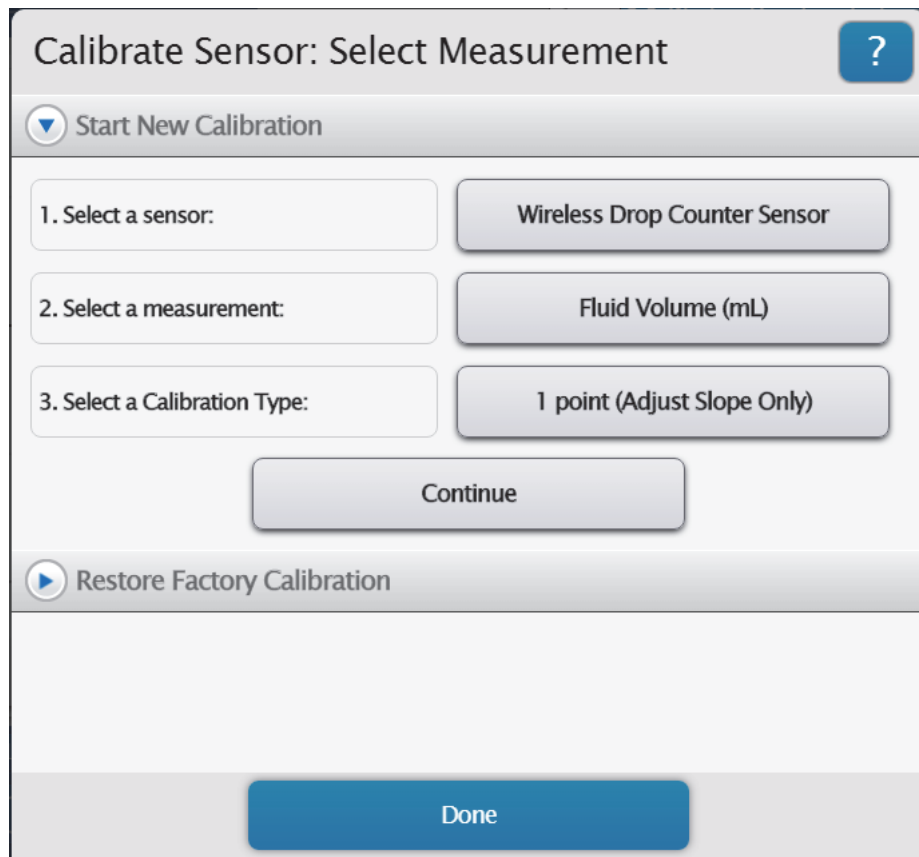 Calibrate Sensor: Select Measurement
?
Start New Calibration
1. Select a sensor:
Wireless Drop Counter Sensor
2. Select a measurement:
Fluid Volume (mL)
3. Select a Calibration Type:
1 point (Adjust Slope Only)
Continue
Restore Factory Calibration
Done